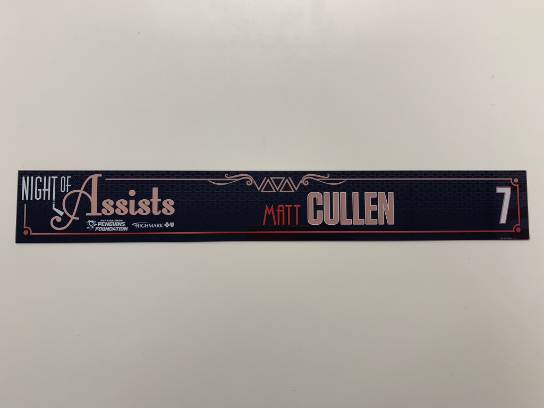 NIGHT OF
Assists
PENGUINS
FOUNDATION
HIGHMARK
MATT CULLEN
7